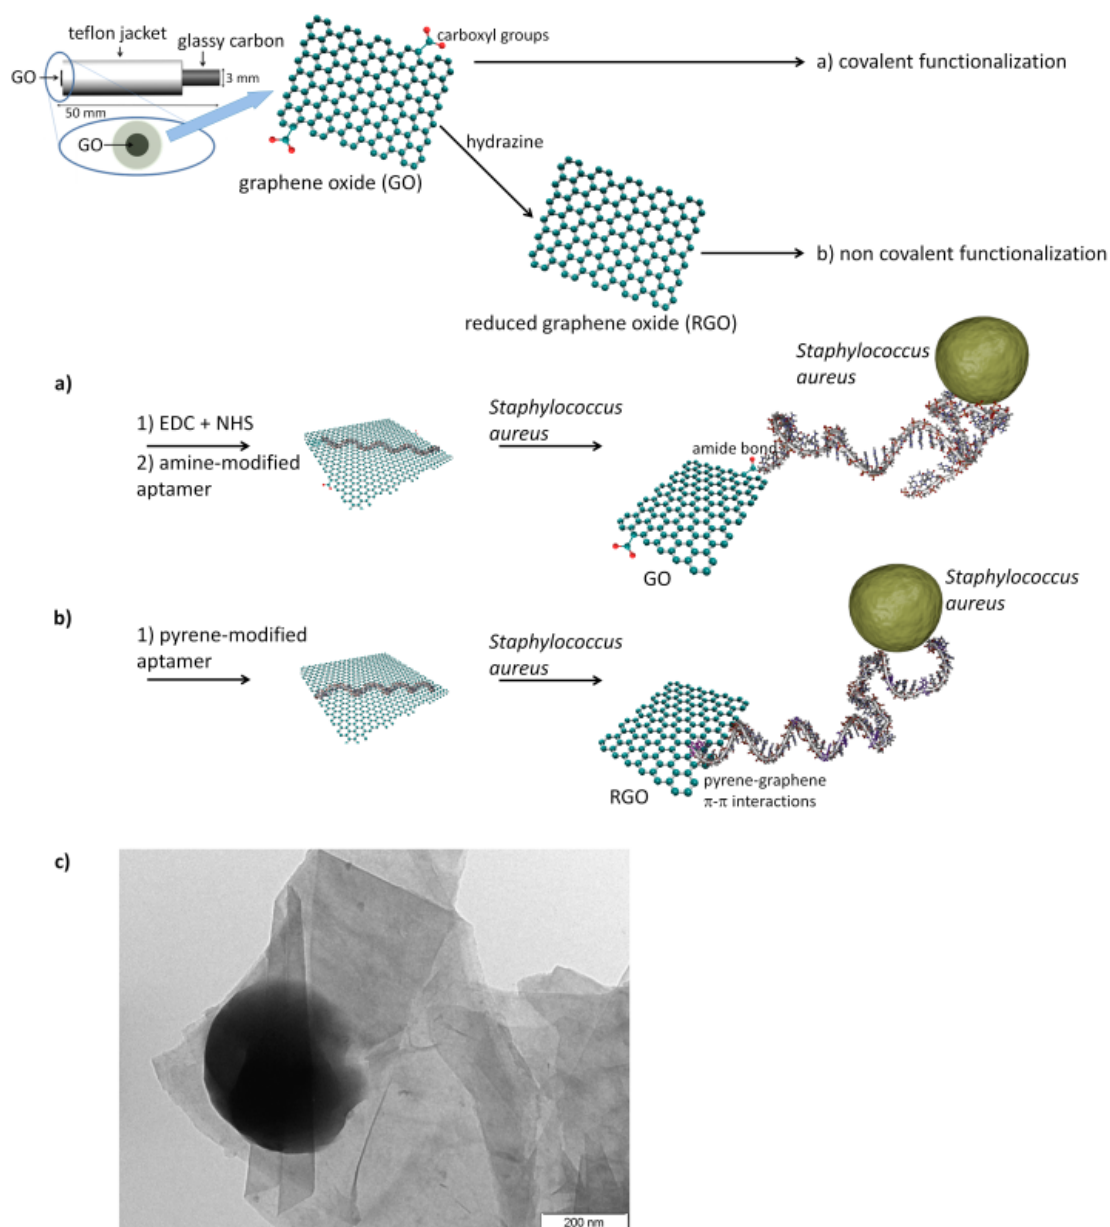 teflon jacket
glassy carbon
carboxyl groups
GO
3 mm
a) covalent functionalization
50 mm
GO
hydrazine
graphene oxide (GO)
b) non covalent functionalization
reduced graphene oxide (RGO)
a)
1) EDC + NHS
2) amine-modified
aptamer
Staphylococcus
aureus
Staphylococcus
aureus
amide bond
GO
b)
1) pyrene-modified
aptamer
Staphylococcus
aureus
Staphylococcus
aureus
RGO
pyrene-graphene
π-π interactions
c)
200 nm